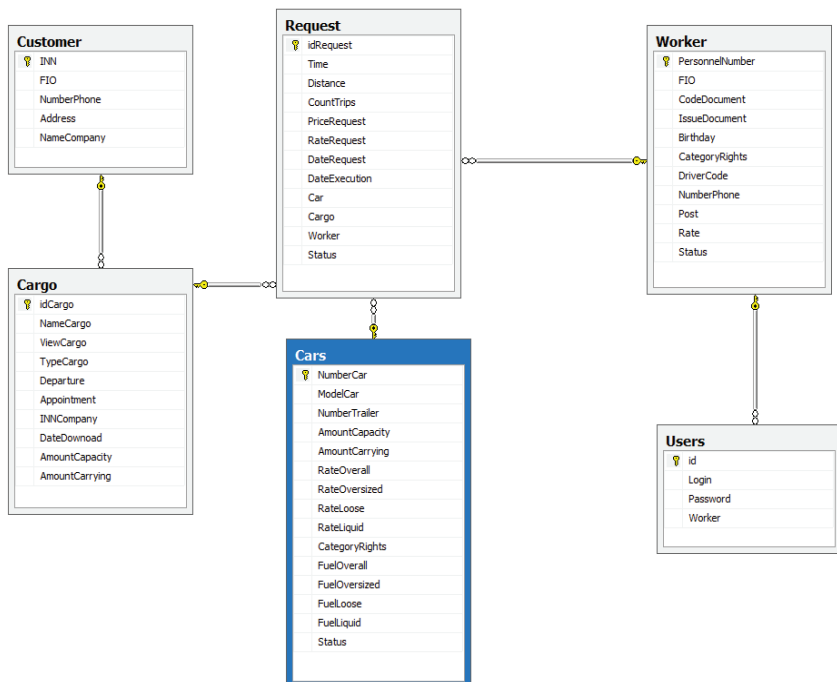 Customer
INN
FIO
NumberPhone
Address
NameCompany
Request
idRequest
Time
Distance
CountTrips
PriceRequest
RateRequest
DateRequest
DateExecution
Car
Cargo
Worker
Status
Worker
PersonnelNumber
FIO
CodeDocument
IssueDocument
Birthday
CategoryRights
DriverCode
NumberPhone
Post
Rate
Status
Cargo
idCargo
NameCargo
ViewCargo
TypeCargo
Departure
Appointment
INNCompany
DateDownoad
AmountCapacity
AmountCarrying
Cars
NumberCar
ModelCar
NumberTrailer
AmountCapacity
AmountCarrying
RateOverall
RateOversized
RateLoose
RateLiquid
CategoryRights
FuelOverall
FuelOversized
FuelLoose
FuelLiquid
Status
Users
id
Login
Password
Worker